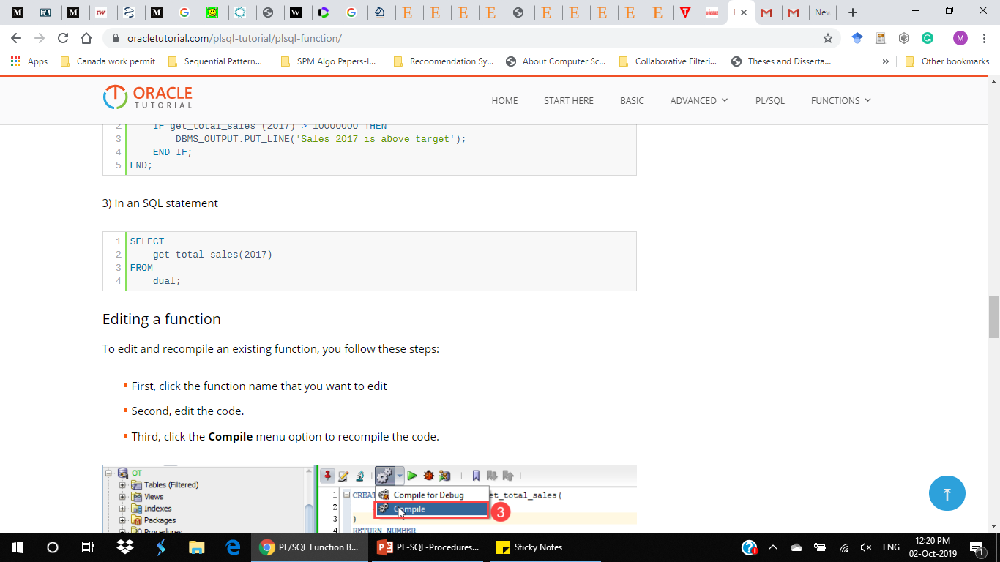 New
oracletutorial.com/plsql-tutorial/plsql-function/
M
Apps
Canada work permit
Sequential Pattern...
SPM Algo Papers-I...
Recoomendation Sy...
About Computer Sc...
Collaborative Filteri...
Theses and Disserta...
»
Other bookmarks
ORACLE
TUTORIAL
HOME
START HERE
BASIC
ADVANCED
PL/SQL
FUNCTIONS
2 IF get_total_sales (2017) > 10000000 THEN
3 DBMS_OUTPUT.PUT_LINE('Sales 2017 is above target');
4 END IF;
5 END;
3) in an SQL statement
1 SELECT
2 get_total_sales(2017)
3 FROM
4 dual;
Editing a function
To edit and recompile an existing function, you follow these steps:
First, click the function name that you want to edit
Second, edit the code.
Third, click the Compile menu option to recompile the code.
OT
Tables (Filtered)
Views
Indexes
Packages
Procedures
1 CREAT et_total_sales(
Compile for Debug
2
Compile
3
3 )
4 RETURN NUMBER
PL/SQL Function B...
PL-SQL-Procedures...
Sticky Notes
ENG
12:20 PM
02-Oct-2019
1